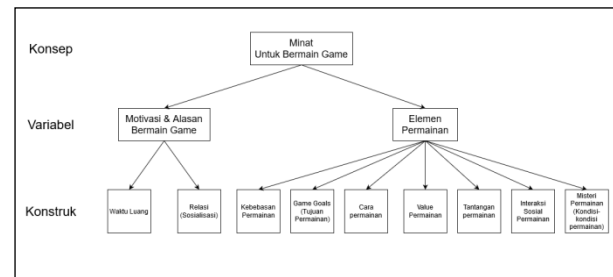 Konsep
Minat
Untuk Bermain Game
Variabel
Motivasi & Alasan
Bermain Game
Elemen
Permainan
Konstruk
Waktu Luang
Relasi
(Sosialisasi)
Kebebasan
Permainan
Game Goals
(Tujuan
Permainan)
Cara
permainan
Value
Permainan
Tantangan
permainan
Interaksi
Sosial
Permainan
Misteri
Permainan
(Kondisi-
kondisi
permainan)